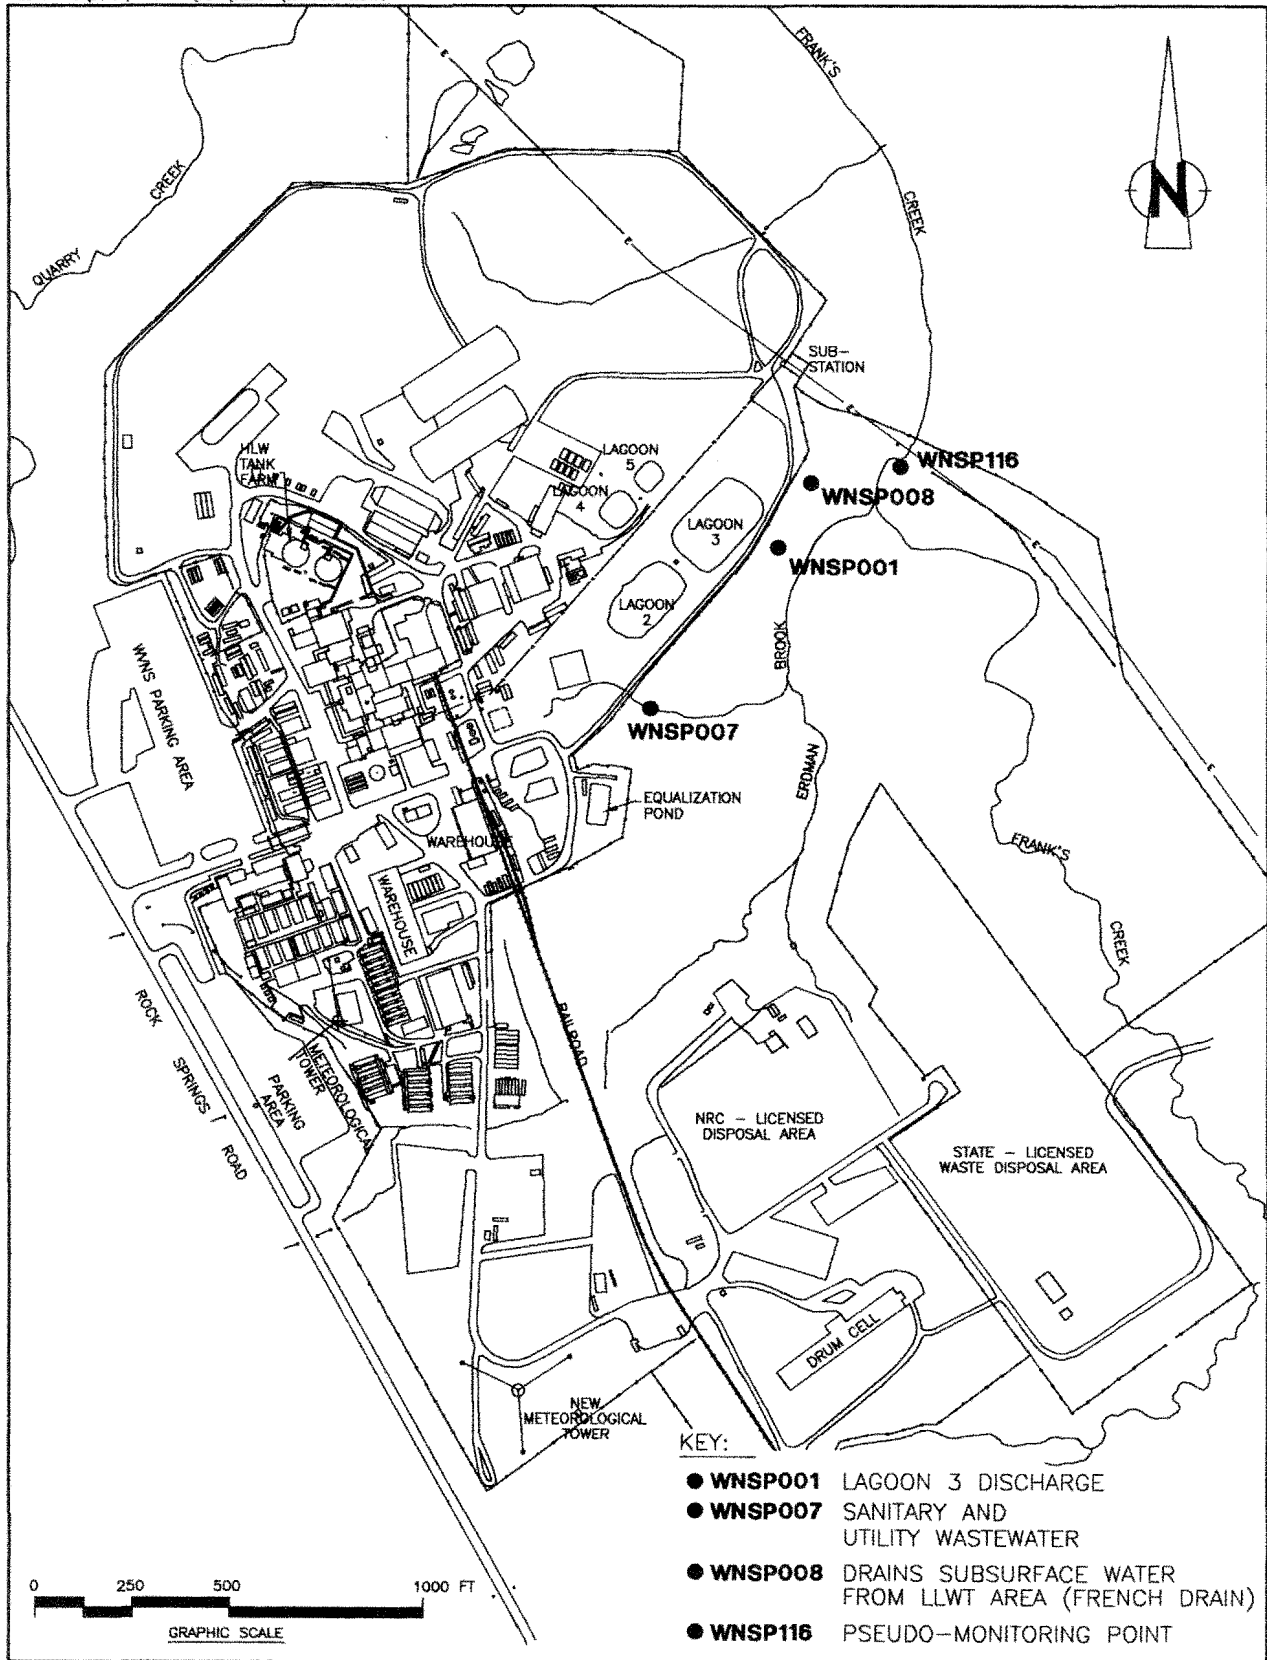 FRANK'S
CREEK
N
CREEK
QUARRY
SUB-
STATION
HLW
TANK
FARM
LAGOON
5
LAGOON
4
LAGOON
3
LAGOON
2
WNSP116
WNSP008
WNSP001
BROOK
ERDMAN
WNSP007
WVNS PARKING AREA
EQUALIZATION
POND
WAREHOUSE
WAREHOUSE
FRANK'S
CREEK
ROCK
SPRINGS
ROAD
METEOROLOGICAL
TOWER
PARKING
AREA
RAILROAD
NRC - LICENSED
DISPOSAL AREA
STATE - LICENSED
WASTE DISPOSAL AREA
DRUM CELL
NEW
METEOROLOGICAL
TOWER
KEY:
WNSP001 LAGOON 3 DISCHARGE
WNSP007 SANITARY AND
UTILITY WASTEWATER
WNSP008 DRAINS SUBSURFACE WATER
FROM LLWT AREA (FRENCH DRAIN)
WNSP116 PSEUDO-MONITORING POINT
0 250 500 1000 FT
GRAPHIC SCALE